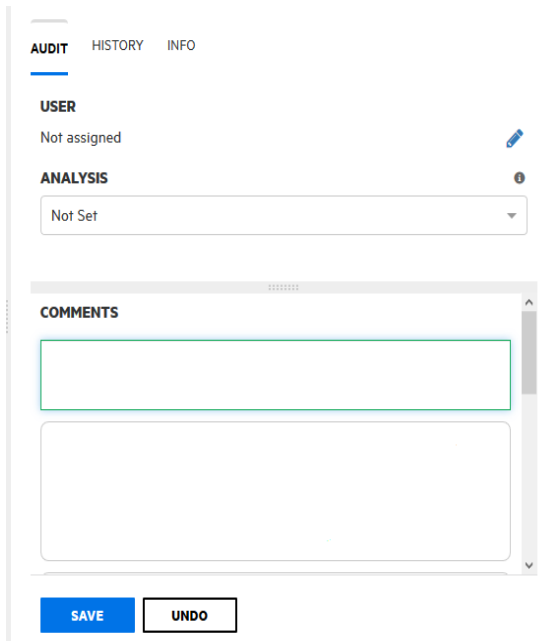 AUDIT HISTORY INFO
USER
Not assigned
ANALYSIS
Not Set
COMMENTS
SAVE UNDO